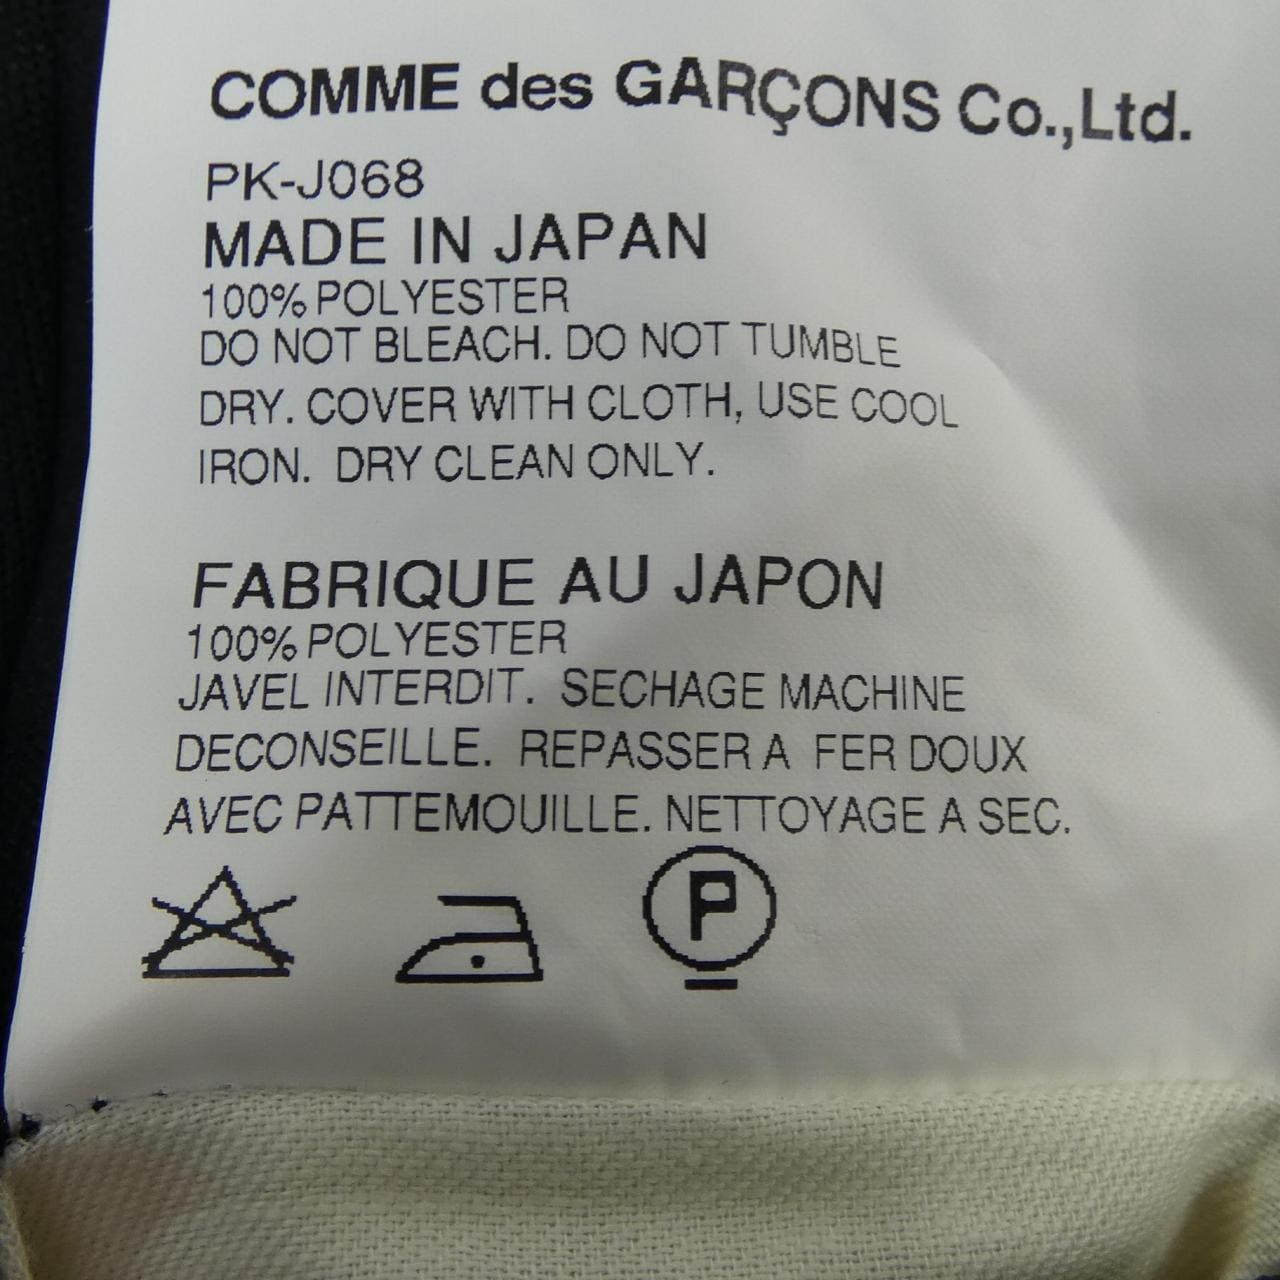 COMME des GARÇONS Co.,Ltd.
PK-J068
MADE IN JAPAN
100% POLYESTER
DO NOT BLEACH. DO NOT TUMBLE
DRY. COVER WITH CLOTH, USE COOL
IRON. DRY CLEAN ONLY.
FABRIQUE AU JAPON
100% POLYESTER
JAVEL INTERDIT. SECHAGE MACHINE
DECONSEILLE. REPASSER A FER DOUX
AVEC PATTEMOUILLE. NETTOYAGE A SEC.
P